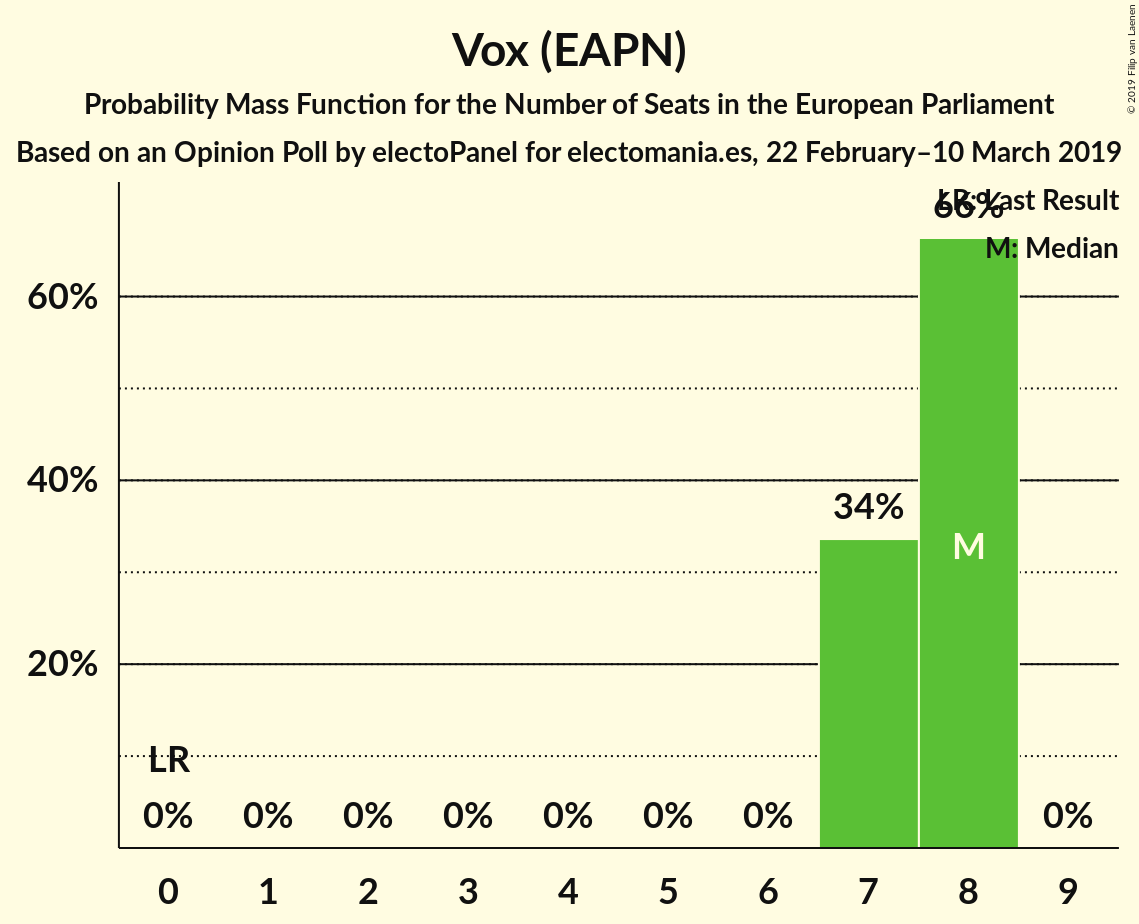 Vox (EAPN)
Probability Mass Function for the Number of Seats in the European Parliament
Based on an Opinion Poll by electoPanel for electomania.es, 22 February–10 March 2019
© 2019 Filip van Laenen
LR: Last Result
M: Median
66%
60%
40%
34%
M
20%
LR
0% 0% 0% 0% 0% 0% 0% 0%
0 1 2 3 4 5 6 7 8 9